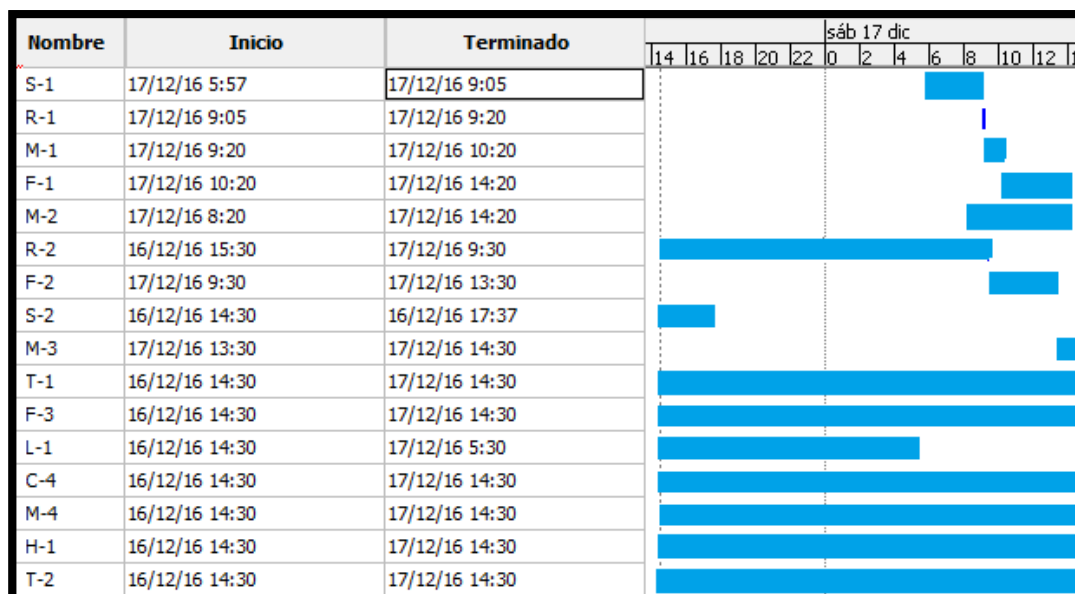 Nombre Inicio Terminado sáb 17 dic
14 16 18 20 22 0 2 4 6 8 10 12
S-1 17/12/16 5:57 17/12/16 9:05
R-1 17/12/16 9:05 17/12/16 9:20
M-1 17/12/16 9:20 17/12/16 10:20
F-1 17/12/16 10:20 17/12/16 14:20
M-2 17/12/16 8:20 17/12/16 14:20
R-2 16/12/16 15:30 17/12/16 9:30
F-2 17/12/16 9:30 17/12/16 13:30
S-2 16/12/16 14:30 16/12/16 17:37
M-3 17/12/16 13:30 17/12/16 14:30
T-1 16/12/16 14:30 17/12/16 14:30
F-3 16/12/16 14:30 17/12/16 14:30
L-1 16/12/16 14:30 17/12/16 5:30
C-4 16/12/16 14:30 17/12/16 14:30
M-4 16/12/16 14:30 17/12/16 14:30
H-1 16/12/16 14:30 17/12/16 14:30
T-2 16/12/16 14:30 17/12/16 14:30